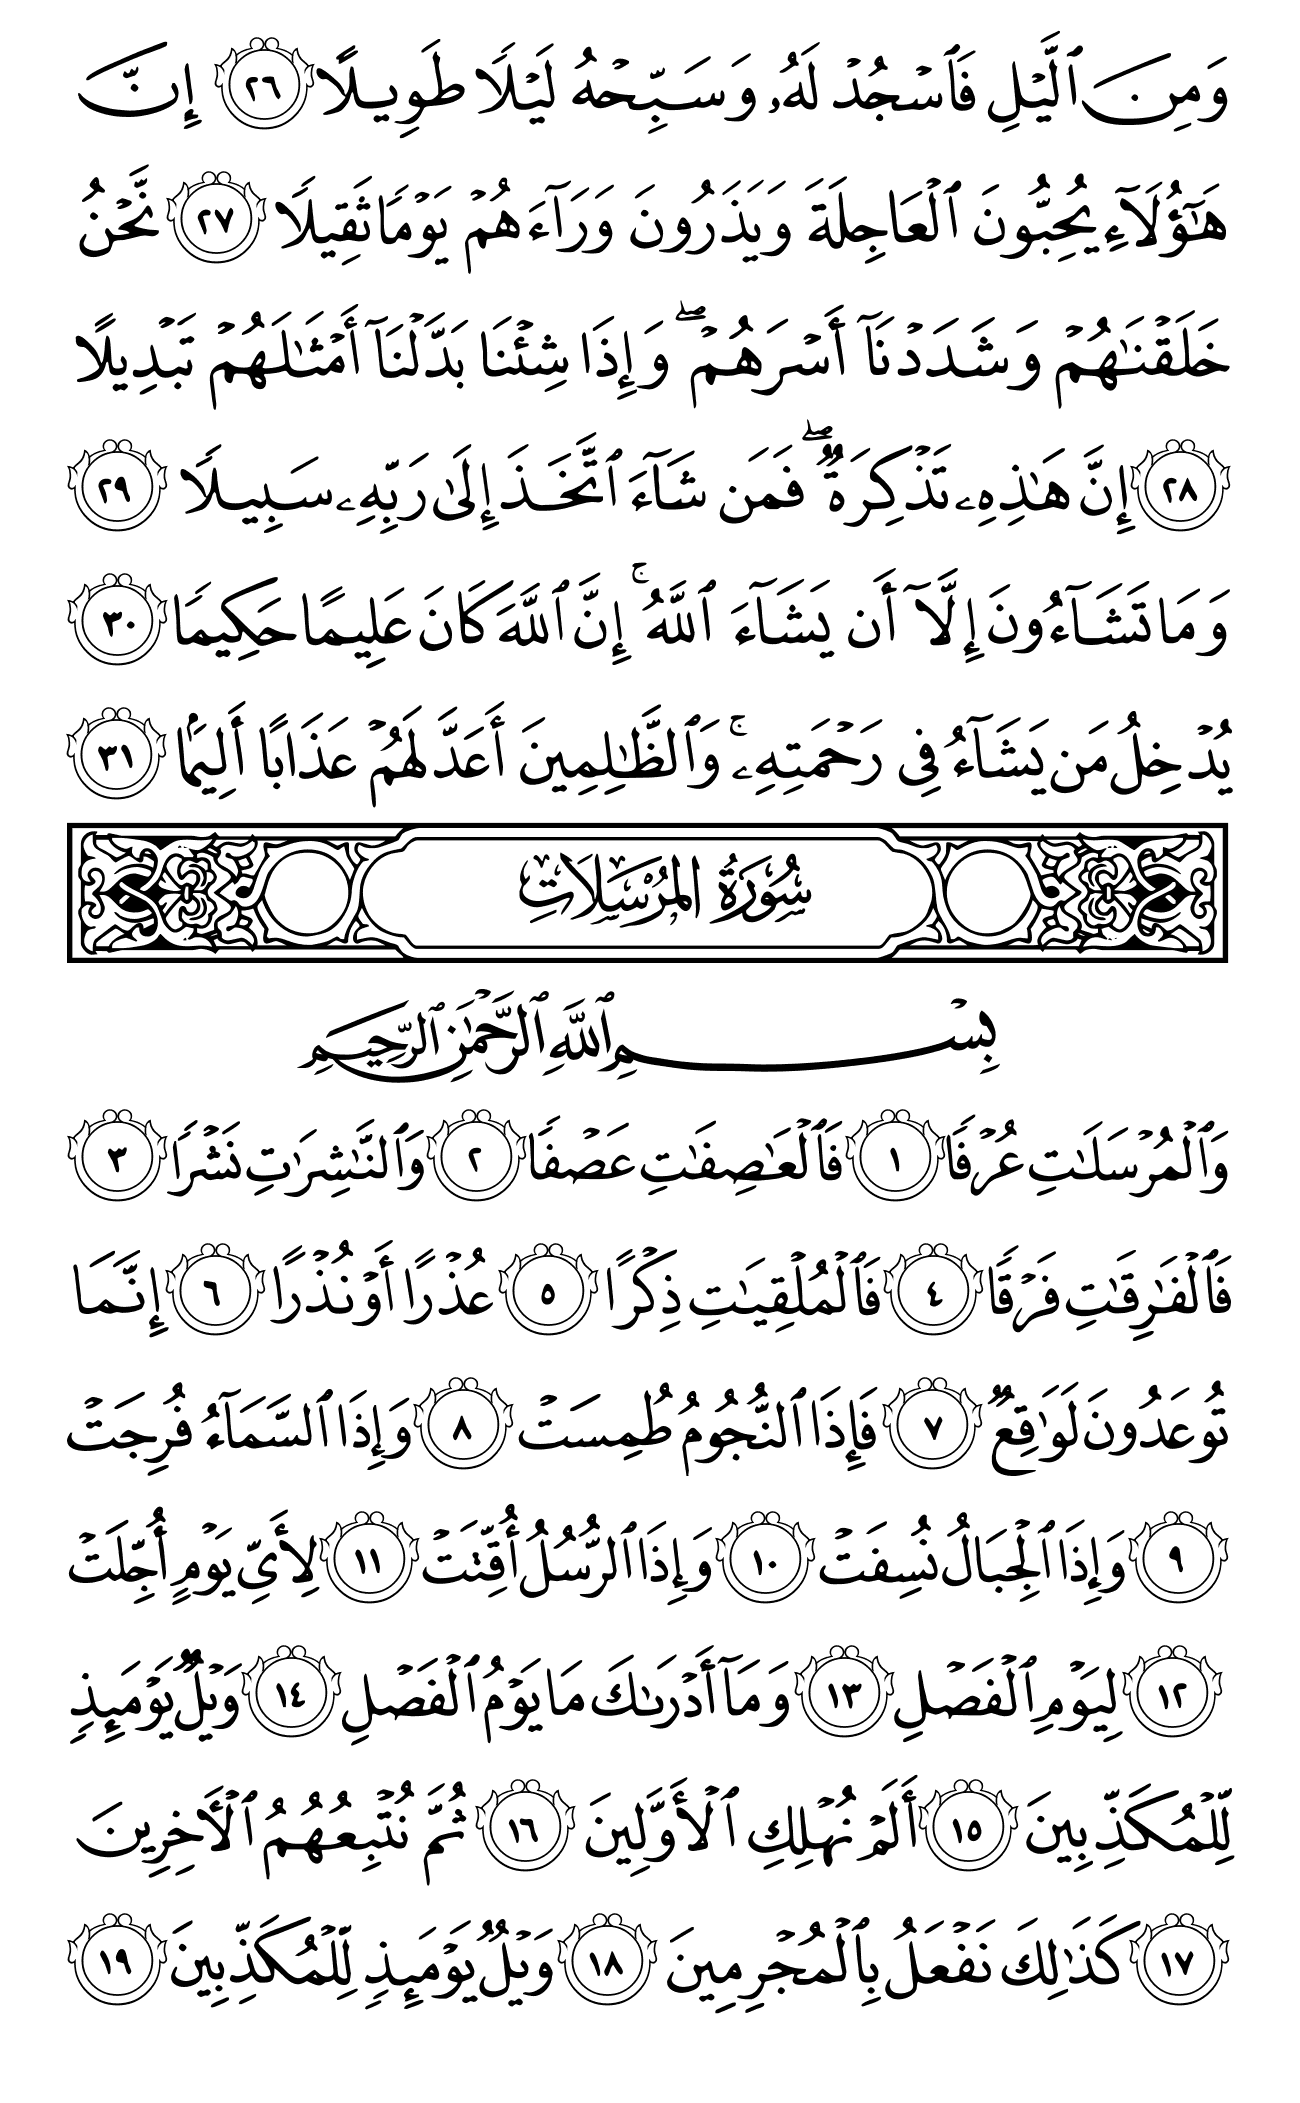 وَمِنَ ٱلَّيۡلِ فَٱسۡجُدۡ لَهُۥ وَسَبِّحۡهُ لَيۡلٗا طَوِيلًا ٢٦ إِنَّ
هَٰٓؤُلَآءِ يُحِبُّونَ ٱلۡعَاجِلَةَ وَيَذَرُونَ وَرَآءَهُمۡ يَوۡمٗا ثَقِيلٗا ٢٧ نَّحۡنُ
خَلَقۡنَٰهُمۡ وَشَدَدۡنَآ أَسۡرَهُمۡۖ وَإِذَا شِئۡنَا بَدَّلۡنَآ أَمۡثَٰلَهُمۡ تَبۡدِيلًا
٢٨ إِنَّ هَٰذِهِۦ تَذۡكِرَةٞۖ فَمَن شَآءَ ٱتَّخَذَ إِلَىٰ رَبِّهِۦ سَبِيلٗا ٢٩
وَمَا تَشَآءُونَ إِلَّآ أَن يَشَآءَ ٱللَّهُۚ إِنَّ ٱللَّهَ كَانَ عَلِيمًا حَكِيمٗا ٣٠
يُدۡخِلُ مَن يَشَآءُ فِي رَحۡمَتِهِۦۚ وَٱلظَّٰلِمِينَ أَعَدَّ لَهُمۡ عَذَابًا أَلِيمَۢا ٣١
سُورَةُ المُرْسَلَاتِ
بِسۡمِ ٱللَّهِ ٱلرَّحۡمَٰنِ ٱلرَّحِيمِ
وَٱلۡمُرۡسَلَٰتِ عُرۡفٗا ١ فَٱلۡعَٰصِفَٰتِ عَصۡفٗا ٢ وَٱلنَّٰشِرَٰتِ نَشۡرٗا ٣
فَٱلۡفَٰرِقَٰتِ فَرۡقٗا ٤ فَٱلۡمُلۡقِيَٰتِ ذِكۡرًا ٥ عُذۡرًا أَوۡ نُذۡرًا ٦ إِنَّمَا
تُوعَدُونَ لَوَٰقِعٞ ٧ فَإِذَا ٱلنُّجُومُ طُمِسَتۡ ٨ وَإِذَا ٱلسَّمَآءُ فُرِجَتۡ
٩ وَإِذَا ٱلۡجِبَالُ نُسِفَتۡ ١٠ وَإِذَا ٱلرُّسُلُ أُقِّتَتۡ ١١ لِأَيِّ يَوۡمٍ أُجِّلَتۡ
١٢ لِيَوۡمِ ٱلۡفَصۡلِ ١٣ وَمَآ أَدۡرَىٰكَ مَا يَوۡمُ ٱلۡفَصۡلِ ١٤ وَيۡلٞ يَوۡمَئِذٖ
لِّلۡمُكَذِّبِينَ ١٥ أَلَمۡ نُهۡلِكِ ٱلۡأَوَّلِينَ ١٦ ثُمَّ نُتۡبِعُهُمُ ٱلۡأٓخِرِينَ
١٧ كَذَٰلِكَ نَفۡعَلُ بِٱلۡمُجۡرِمِينَ ١٨ وَيۡلٞ يَوۡمَئِذٖ لِّلۡمُكَذِّبِينَ ١٩